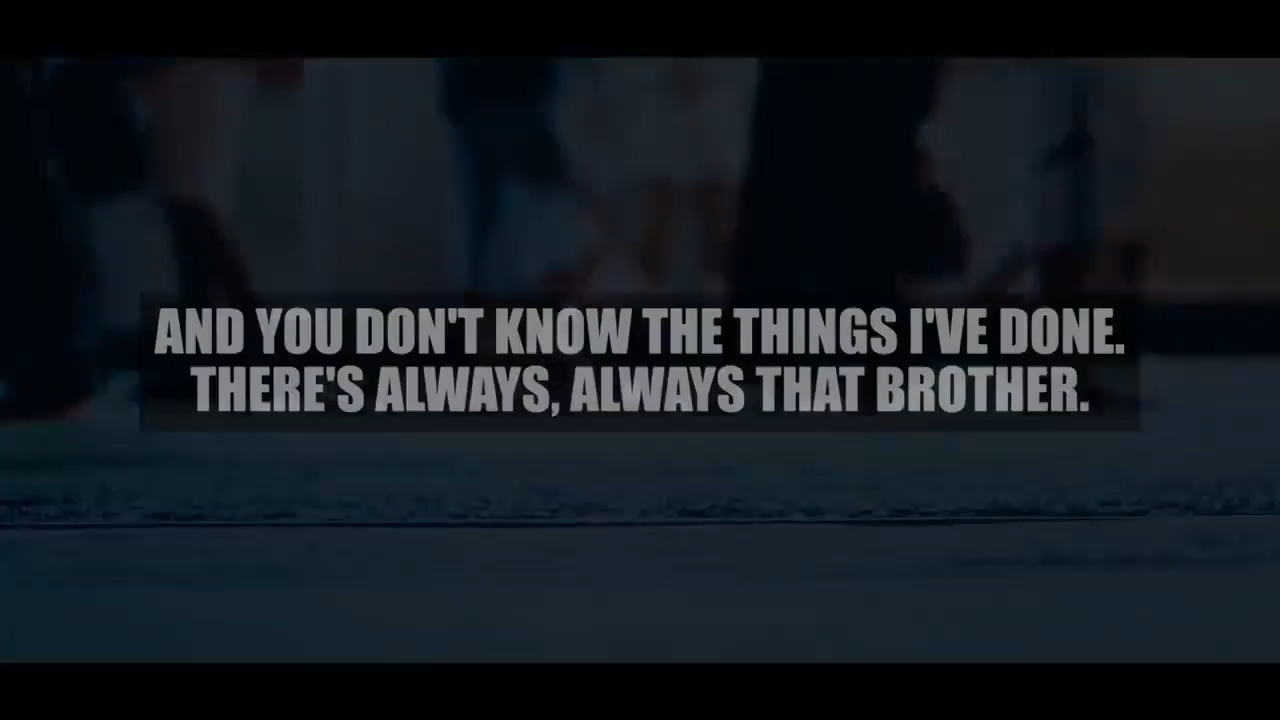 AND YOU DON'T KNOW THE THINGS I'VE DONE.
THERE'S ALWAYS, ALWAYS THAT BROTHER.